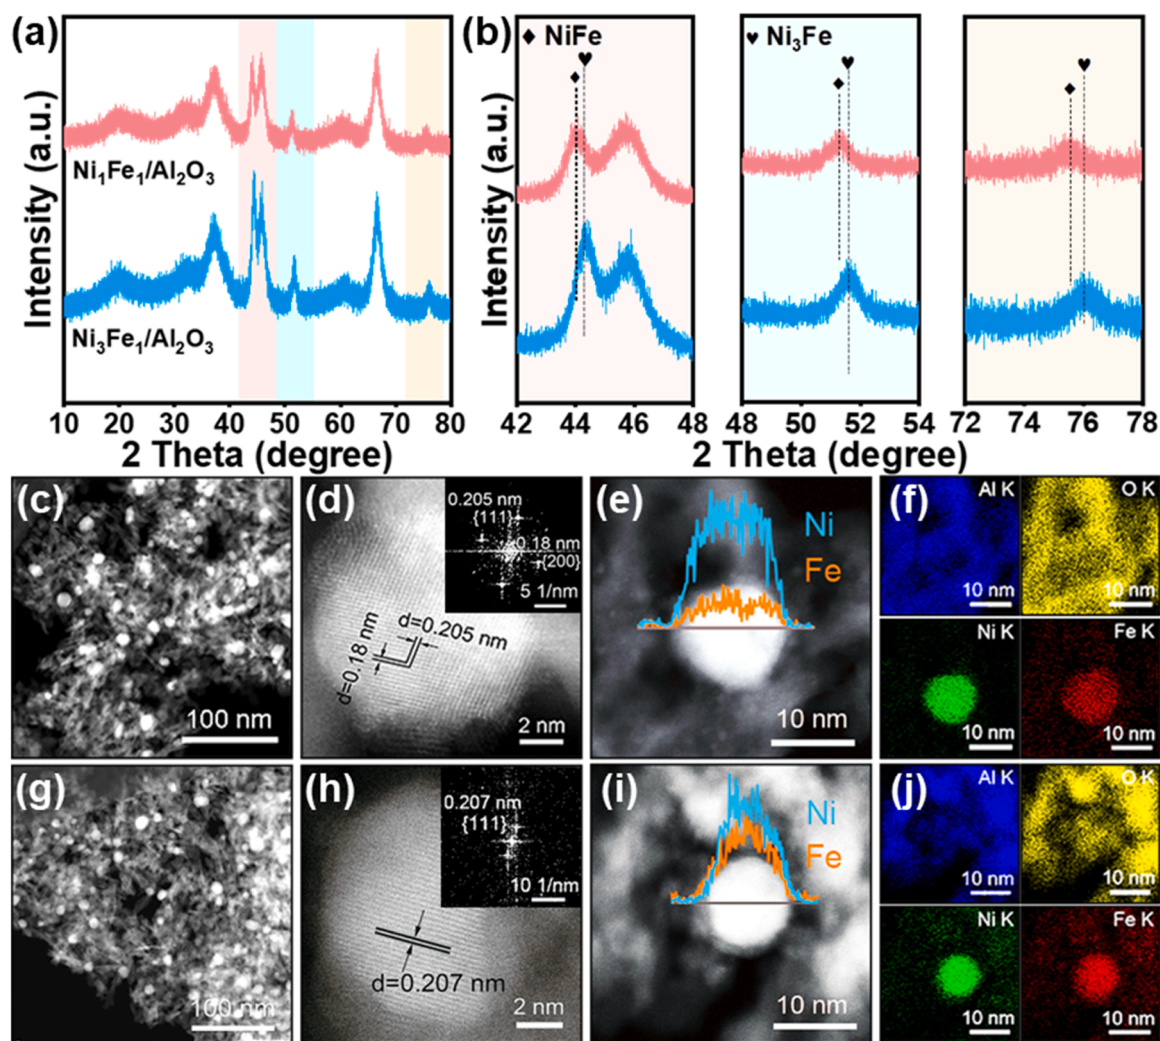 (a)
Intensity (a.u.)
Ni1Fe1/Al2O3
Ni3Fe1/Al2O3
10 20 30 40 50 60 70 80
2 Theta (degree)
(b)
Intensity (a.u.)
♦ NiFe
♥ Ni3Fe
42 44 46 48
48 50 52 54
72 74 76 78
2 Theta (degree)
(c)
100 nm
(d)
0.205 nm
{111}
0.18 nm
{200}
5 1/nm
d=0.205 nm
d=0.18 nm
2 nm
(e)
Ni
Fe
10 nm
(f)
Al K
10 nm
O K
10 nm
Ni K
10 nm
Fe K
10 nm
(g)
100 nm
(h)
0.207 nm
{111}
10 1/nm
d=0.207 nm
2 nm
(i)
Ni
Fe
10 nm
(j)
Al K
10 nm
O K
10 nm
Ni K
10 nm
Fe K
10 nm